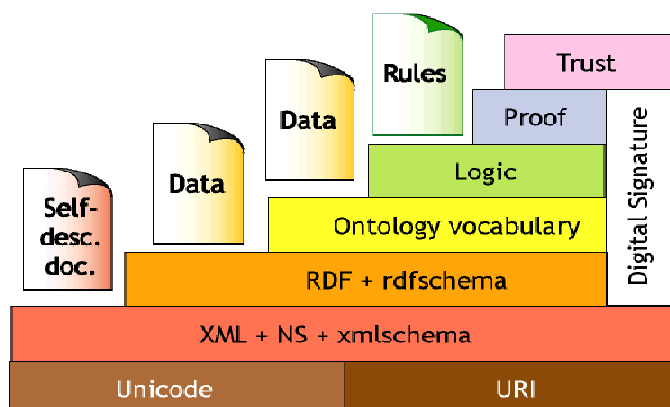 Trust
Rules
Proof
Data
Logic
Data
Self-
desc.
doc.
Ontology vocabulary
Digital Signature
RDF + rdfschema
XML + NS + xmlschema
Unicode
URI